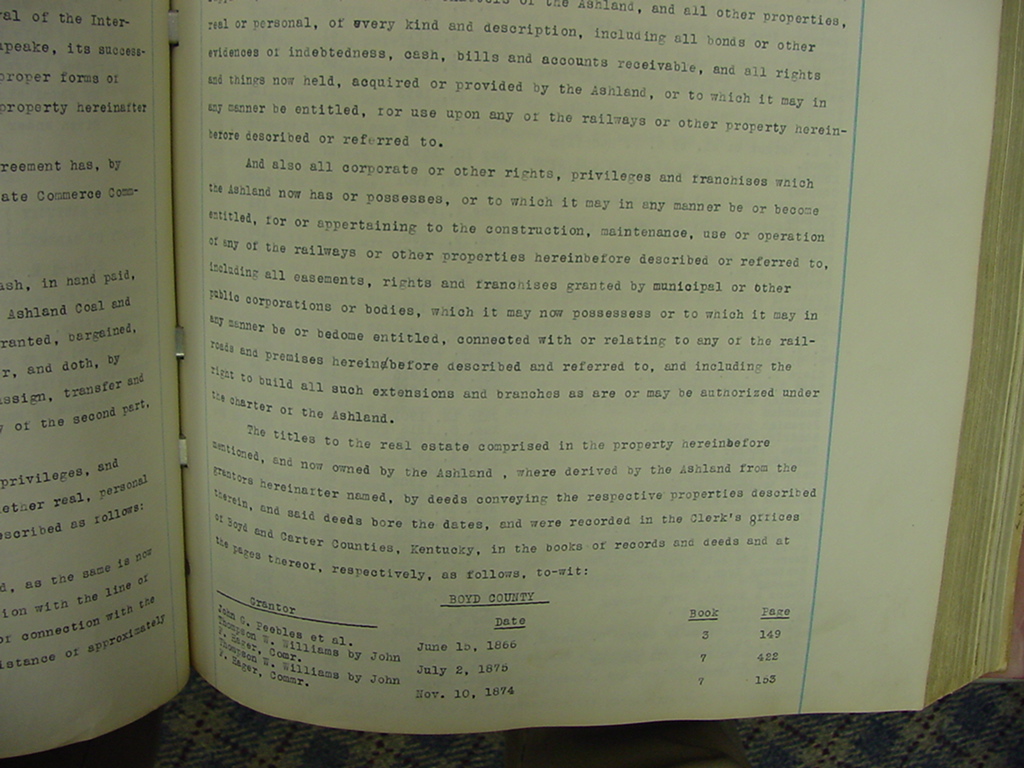 val of the Inter-
apeake, its success-
proper forms of
property hereinafter
reement has, by
ate Commerce Comm-
ash, in hand paid,
Ashland Coal and
ranted, bargained,
r, and doth, by
assign, transfer and
y of the second part,
privileges, and
ether real, personal
escribed as follows:
d, as the same is now
ion with the line of
or connection with the
istance of approximately
of the Ashland, and all other properties,
real or personal, of every kind and description, including all bonds or other
evidences of indebtedness, cash, bills and accounts receivable, and all rights
and things now held, acquired or provided by the Ashland, or to which it may in
any manner be entitled, for use upon any of the railways or other property herein-
before described or referred to.
And also all corporate or other rights, privileges and franchises which
the Ashland now has or possesses, or to which it may in any manner be or become
entitled, for or appertaining to the construction, maintenance, use or operation
of any of the railways or other properties hereinbefore described or referred to,
including all easements, rights and franchises granted by municipal or other
public corporations or bodies, which it may now possessess or to which it may in
any manner be or bedome entitled, connected with or relating to any of the rail-
roads and premises herein/before described and referred to, and including the
right to build all such extensions and branches as are or may be authorized under
the charter of the Ashland.
The titles to the real estate comprised in the property hereinbefore
mentioned, and now owned by the Ashland , where derived by the Ashland from the
grantors hereinafter named, by deeds conveying the respective properties described
therein, and said deeds bore the dates, and were recorded in the Clerk's offices
of Boyd and Carter Counties, Kentucky, in the books of records and deeds and at
the pages thereof, respectively, as follows, to-wit:
BOYD COUNTY
Grantor Date Book Page
John G. Peebles et al. June 15, 1866 3 149
Thompson W. Williams by John
F. Hager, Comr. July 2, 1875 7 422
Thompson W. Williams by John
F. Hager, Commr. Nov. 10, 1874 7 153